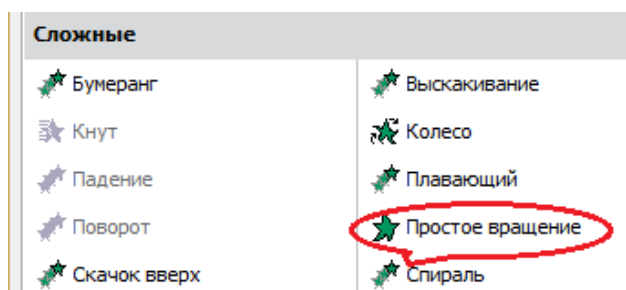 Сложные
Бумеранг Выскакивание
Кнут Колесо
Падение Плавающий
Поворот Простое вращение
Скачок вверх Спираль